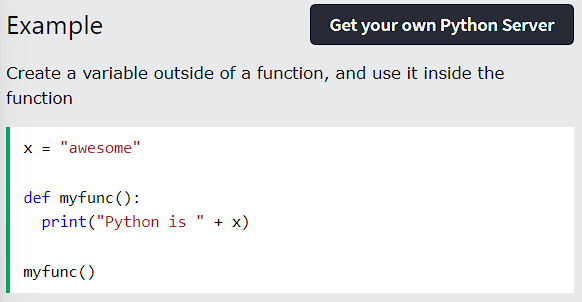 Example
Get your own Python Server
Create a variable outside of a function, and use it inside the
function
x = "awesome"
def myfunc():
  print("Python is " + x)
myfunc()